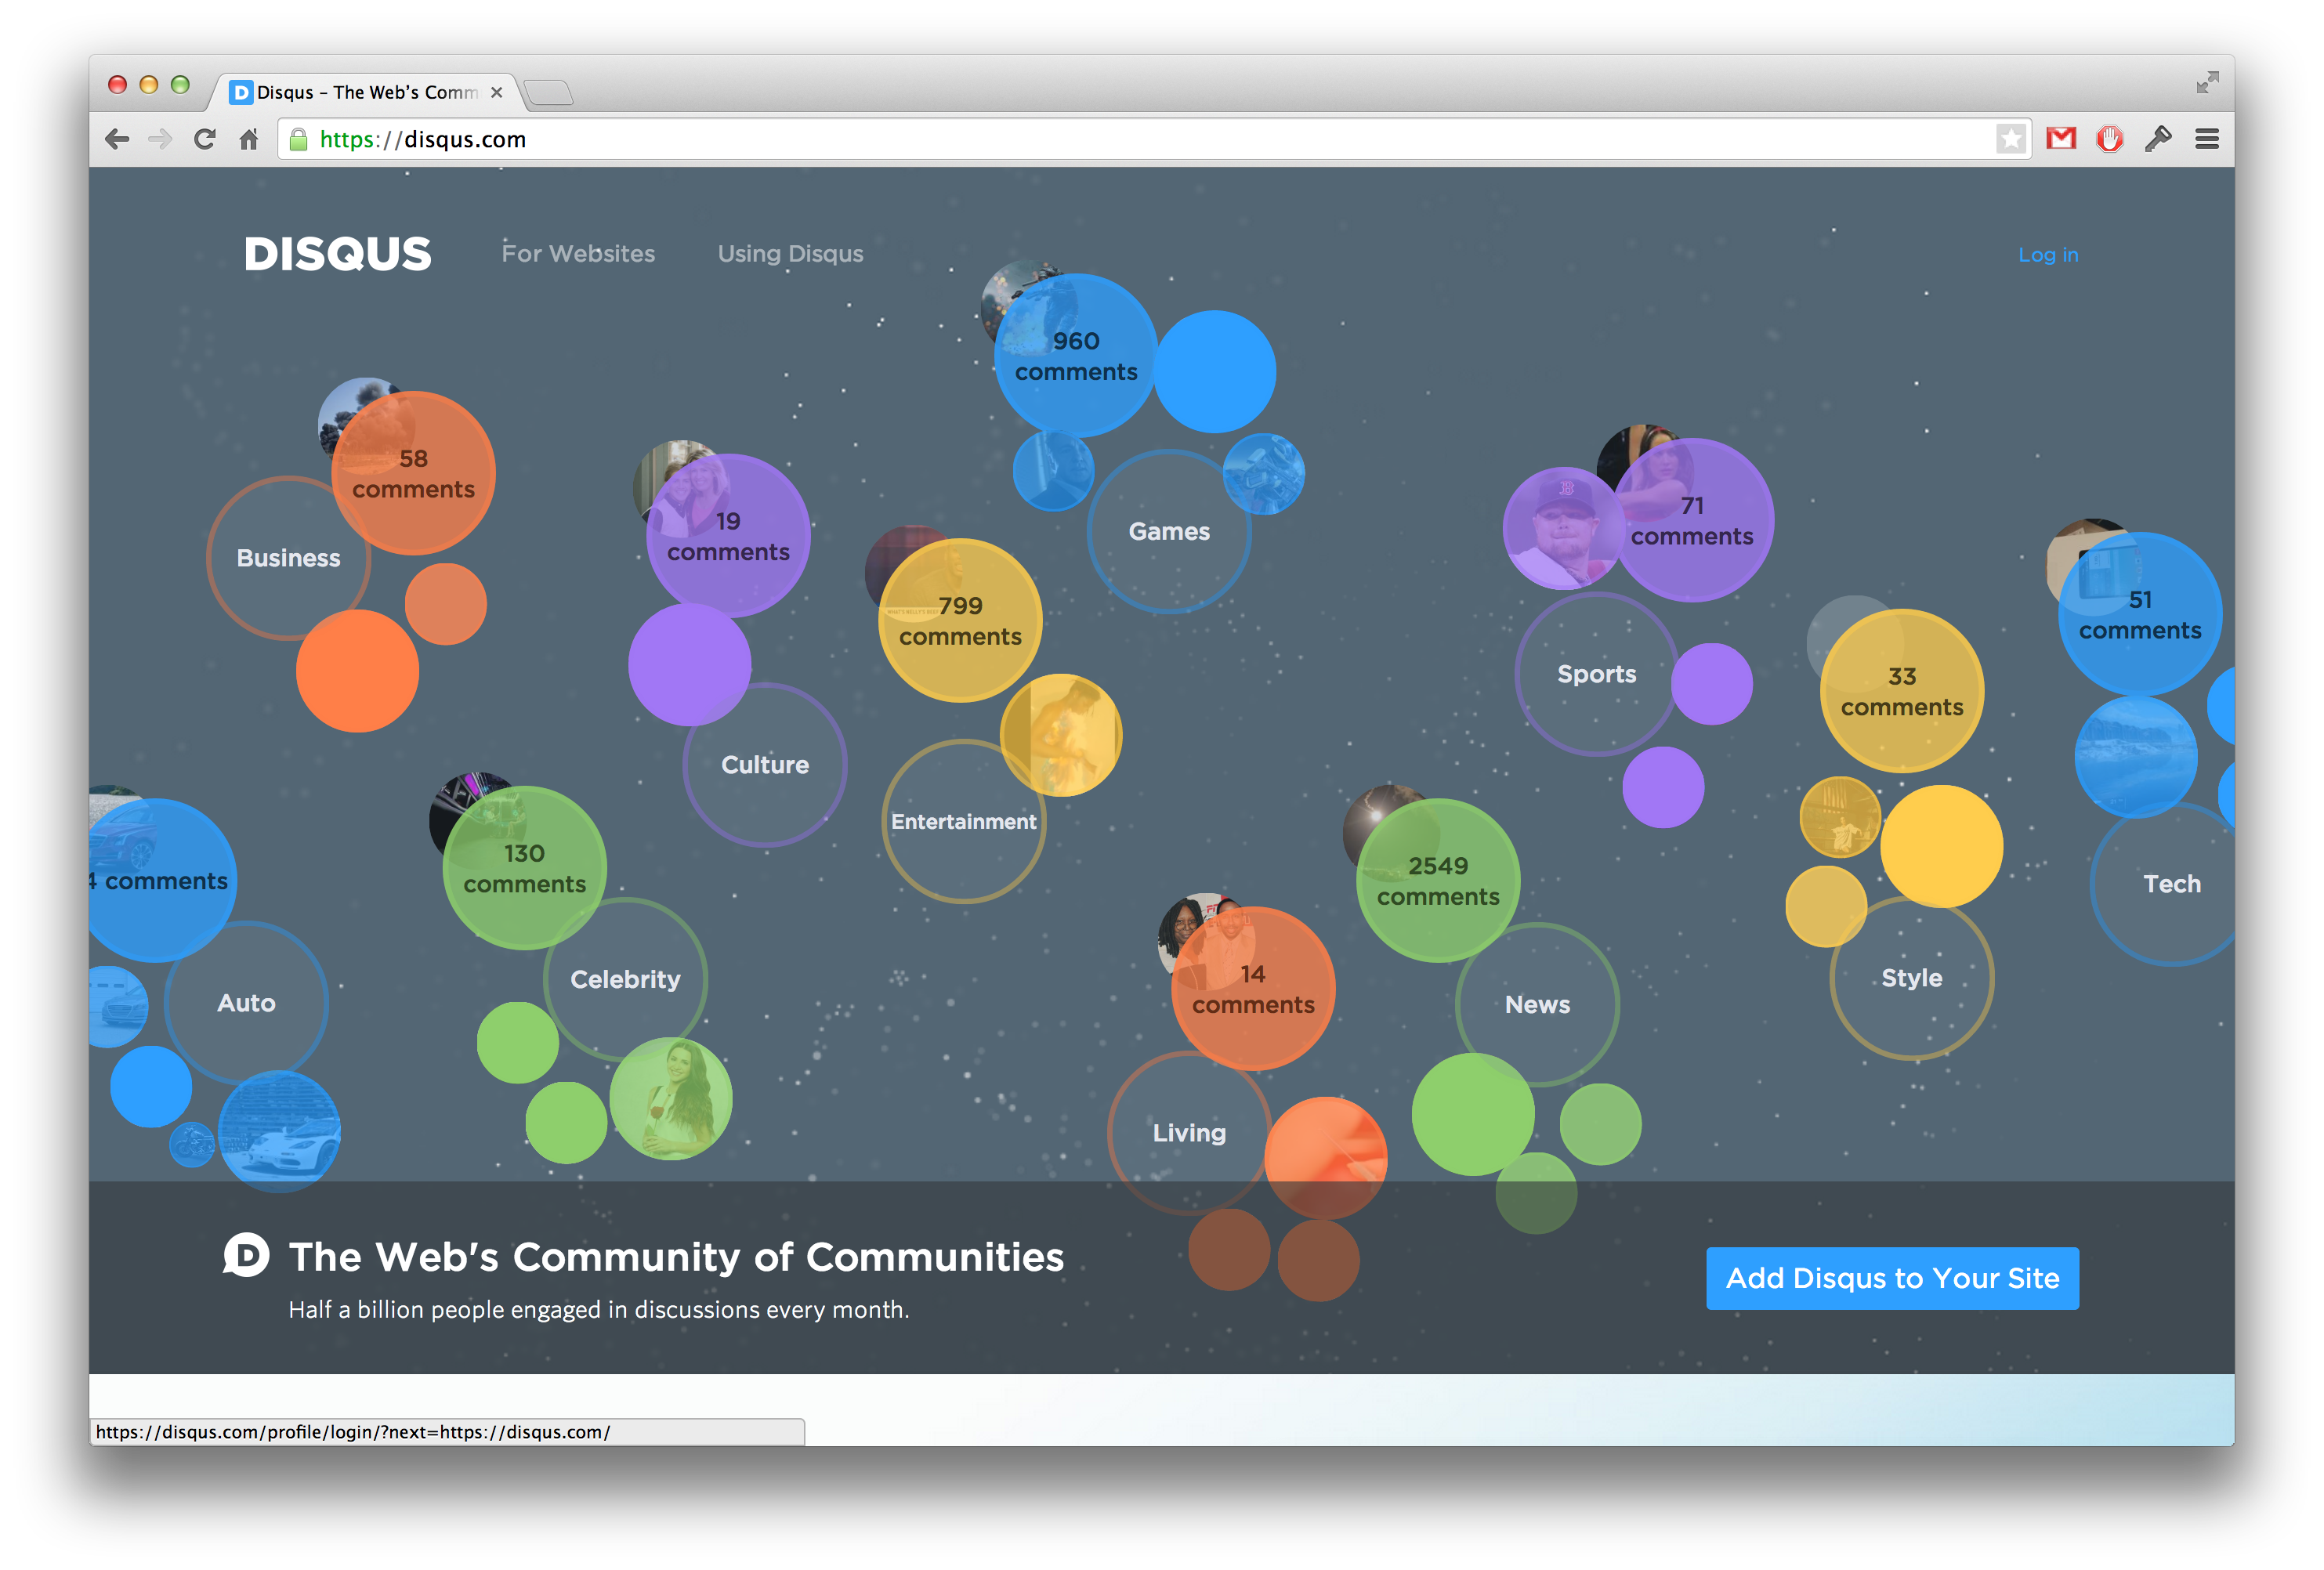 Disqus – The Web's Comm
https://disqus.com
DISQUS
For Websites
Using Disqus
Log in
960
comments
58
comments
Business
19
comments
Games
71
comments
799
comments
51
comments
Sports
33
comments
Culture
Entertainment
130
comments
2549
comments
4 comments
Tech
Celebrity
14
comments
Style
Auto
News
Living
D The Web's Community of Communities
Half a billion people engaged in discussions every month.
Add Disqus to Your Site
https://disqus.com/profile/login/?next=https://disqus.com/